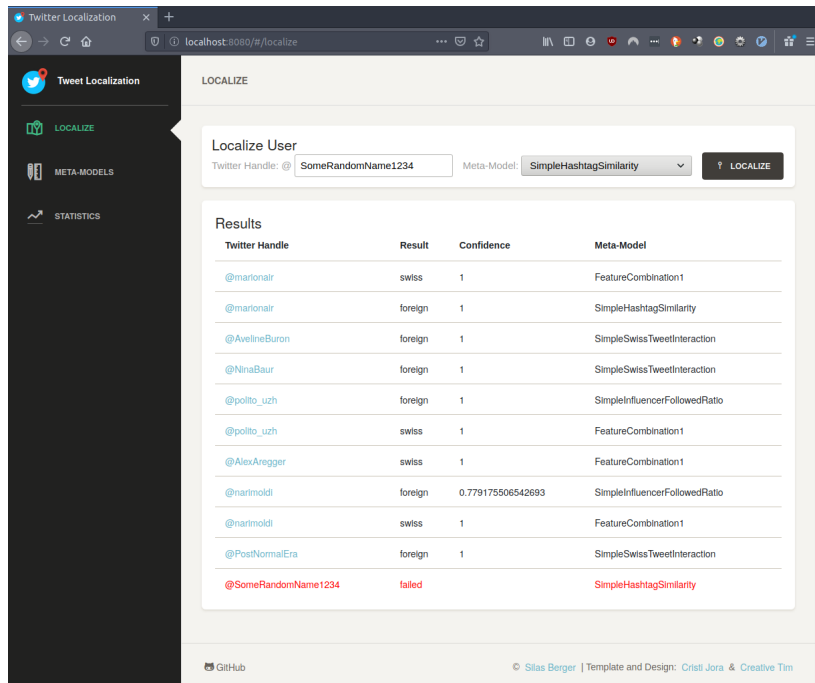 Twitter Localization
localhost:8080/#/localize
Tweet Localization
LOCALIZE
META-MODELS
STATISTICS
LOCALIZE
Localize User
Twitter Handle: @ SomeRandomName1234 Meta-Model: SimpleHashtagSimilarity LOCALIZE
Results
Twitter Handle Result Confidence Meta-Model
@marionair swiss 1 FeatureCombination1
@marionair foreign 1 SimpleHashtagSimilarity
@AvelineBuron foreign 1 SimpleSwissTweetInteraction
@NinaBaur foreign 1 SimpleSwissTweetInteraction
@polito_uzh foreign 1 SimpleInfluencerFollowedRatio
@polito_uzh swiss 1 FeatureCombination1
@AlexAregger swiss 1 FeatureCombination1
@narimoldi foreign 0.779175506542693 SimpleInfluencerFollowedRatio
@narimoldi swiss 1 FeatureCombination1
@PostNormalEra foreign 1 SimpleSwissTweetInteraction
@SomeRandomName1234 failed SimpleHashtagSimilarity
GitHub
© Silas Berger | Template and Design: Cristi Jora & Creative Tim